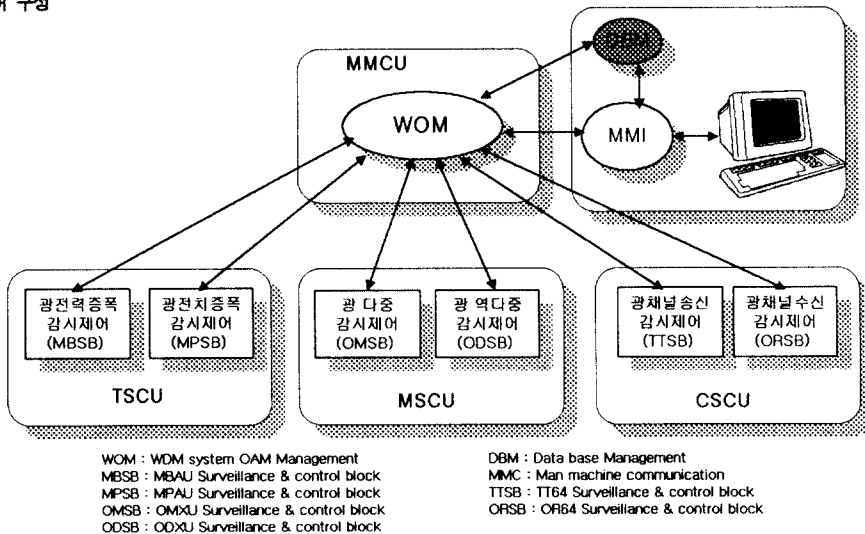 구성
MMCU
DBM
WOM
MMI
광전력증폭
감시제어
(MBSB)
광전치증폭
감시제어
(MPSB)
TSCU
광 다중
감시제어
(OMSB)
광 역다중
감시제어
(ODSB)
MSCU
광채널송신
감시제어
(TTSB)
광채널수신
감시제어
(ORSB)
CSCU
WOM : WDM system OAM Management
MBSB : MBAU Surveillance & control block
MPSB : MPAU Surveillance & control block
OMSB : OMXU Surveillance & control block
ODSB : ODXU Surveillance & control block
DBM : Data base Management
MMC : Man machine communication
TTSB : TT64 Surveillance & control block
ORSB : OR64 Surveillance & control block